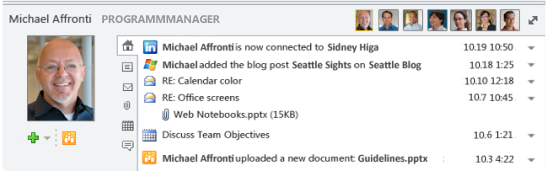 Michael Affronti PROGRAMMMANAGER
Michael Affronti is now connected to Sidney Higa 10.19 10:50
Michael added the blog post Seattle Sights on Seattle Blog 10.18 1:25
RE: Calendar color 10.10 12:18
RE: Office screens 10.7 10:45
Web Notebooks.pptx (15KB)
Discuss Team Objectives 10.6 1:21
Michael Affronti uploaded a new document: Guidelines.pptx 10.3 4:22